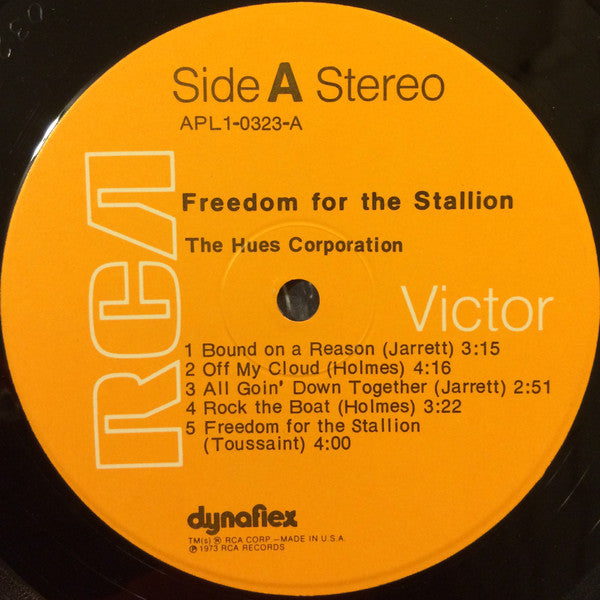 Side A Stereo
APL1-0323-A
Freedom for the Stallion
The Hues Corporation
RCA
Victor
1 Bound on a Reason (Jarrett) 3:15
2 Off My Cloud (Holmes) 4:16
3 All Goin' Down Together (Jarrett) 2:51
4 Rock the Boat (Holmes) 3:22
5 Freedom for the Stallion
(Toussaint) 4:00
dynaflex
TM(s) ® RCA CORP.—MADE IN U.S.A.
℗ 1973 RCA RECORDS